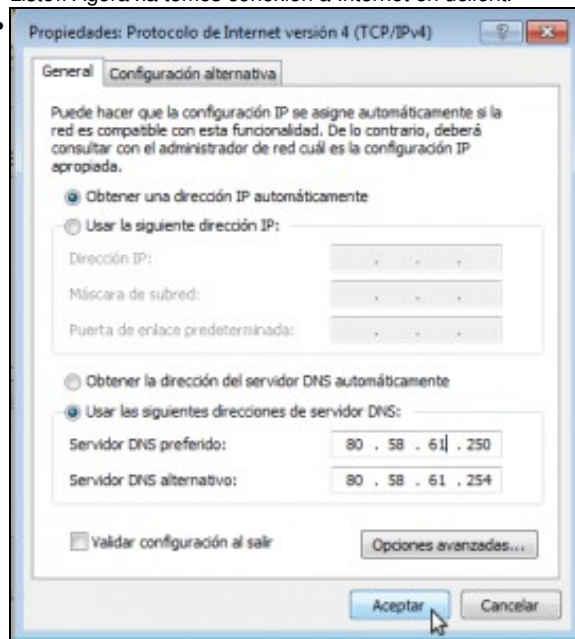 Propiedades: Protocolo de Internet versión 4 (TCP/IPv4)
General
Configuración alternativa
Puede hacer que la configuración IP se asigne automáticamente si la
red es compatible con esta funcionalidad. De lo contrario, deberá
consultar con el administrador de red cuál es la configuración IP
apropiada.
Obtener una dirección IP automáticamente
Usar la siguiente dirección IP:
Dirección IP:
Máscara de subred:
Puerta de enlace predeterminada:
Obtener la dirección del servidor DNS automáticamente
Usar las siguientes direcciones de servidor DNS:
Servidor DNS preferido: 80 . 58 . 61 . 250
Servidor DNS alternativo: 80 . 58 . 61 . 254
Validar configuración al salir
Opciones avanzadas...
Aceptar
Cancelar